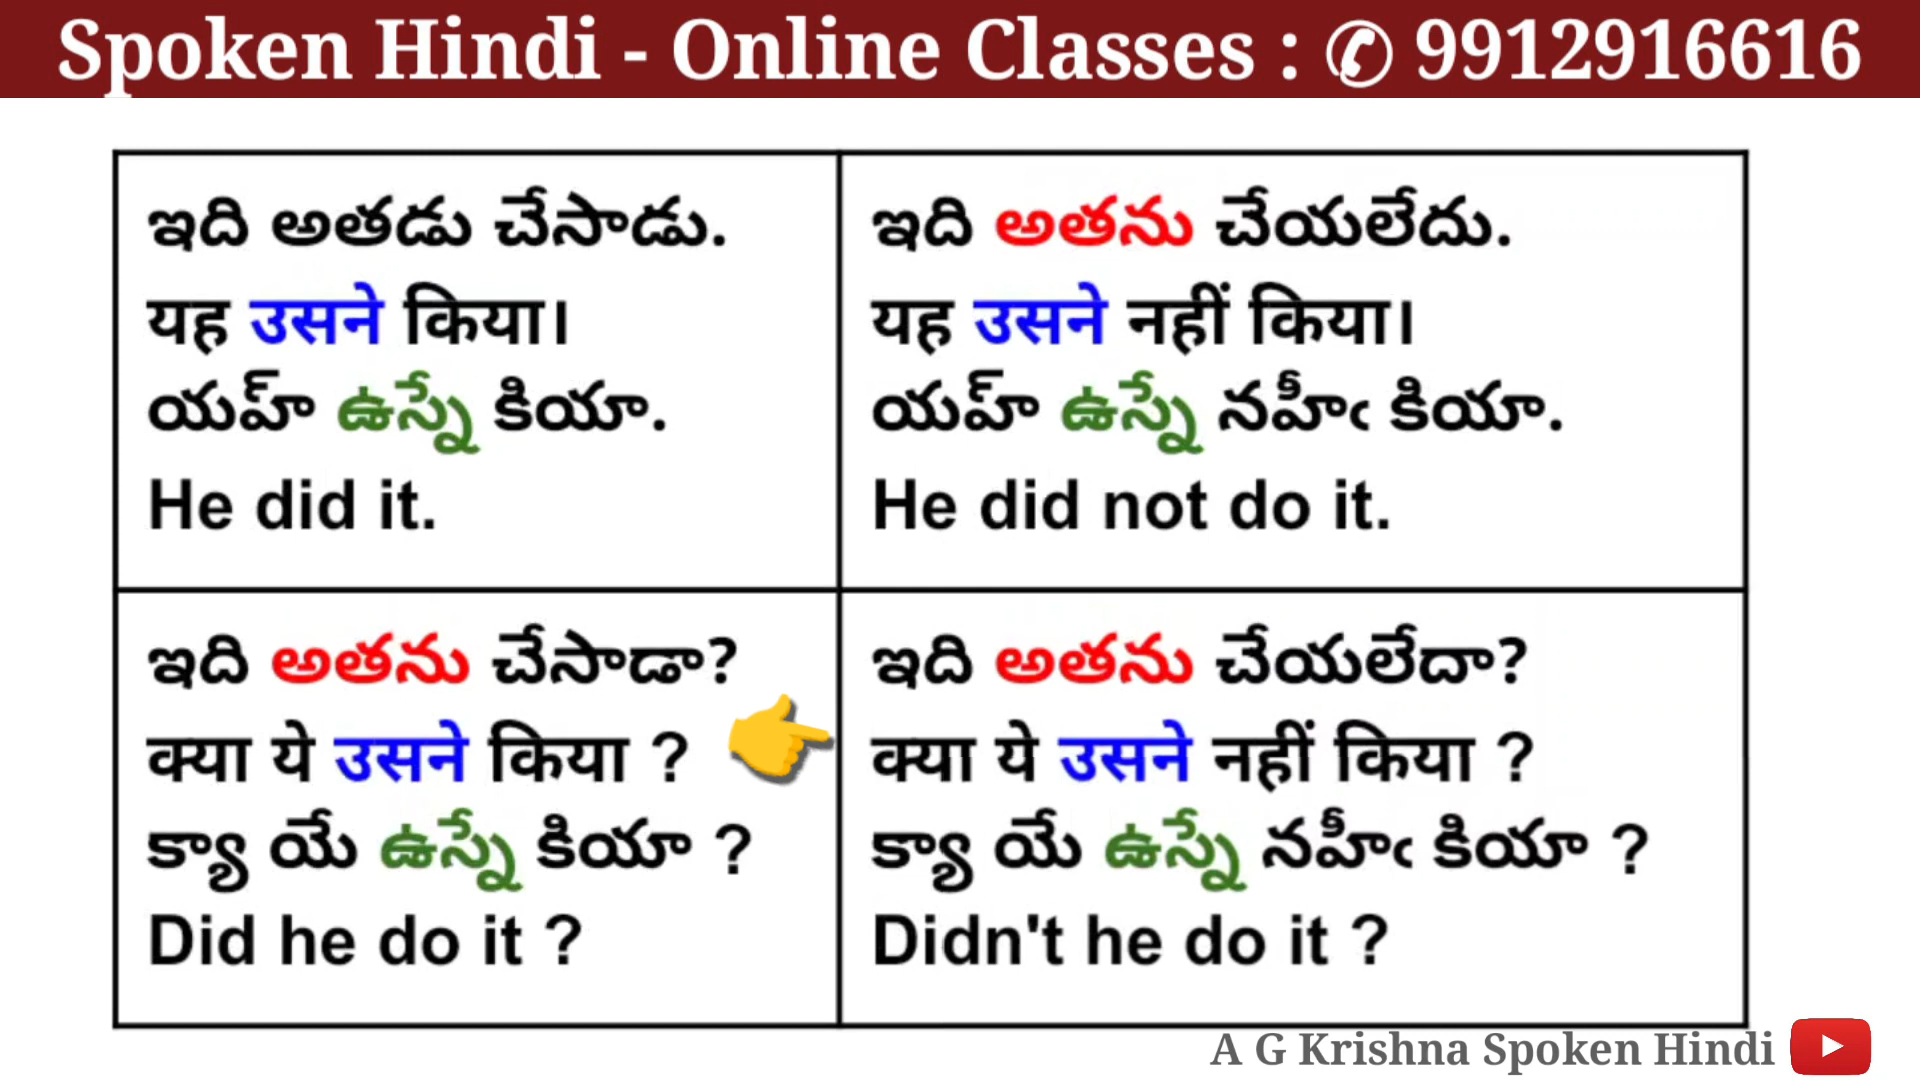 Spoken Hindi - Online Classes : ✆ 9912916616
ఇది అతడు చేసాడు.
यह उसने किया।
యహ్ ఉస్నే కియా.
He did it.
ఇది అతను చేయలేదు.
यह उसने नहीं किया।
యహ్ ఉస్నే నహీఁ కియా.
He did not do it.
ఇది అతను చేసాడా?
क्या ये उसने किया ?
క్యా యే ఉస్నే కియా ?
Did he do it ?
ఇది అతను చేయలేదా?
क्या ये उसने नहीं किया ?
క్యా యే ఉస్నే నహీఁ కియా ?
Didn't he do it ?
A G Krishna Spoken Hindi